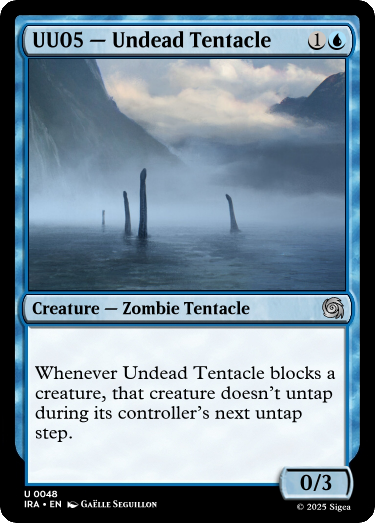 UU05 — Undead Tentacle 1
Creature — Zombie Tentacle
Whenever Undead Tentacle blocks a
creature, that creature doesn't untap
during its controller's next untap
step.
0/3
U 0048
IRA • EN Gaëlle Seguillon
© 2025 Sigea